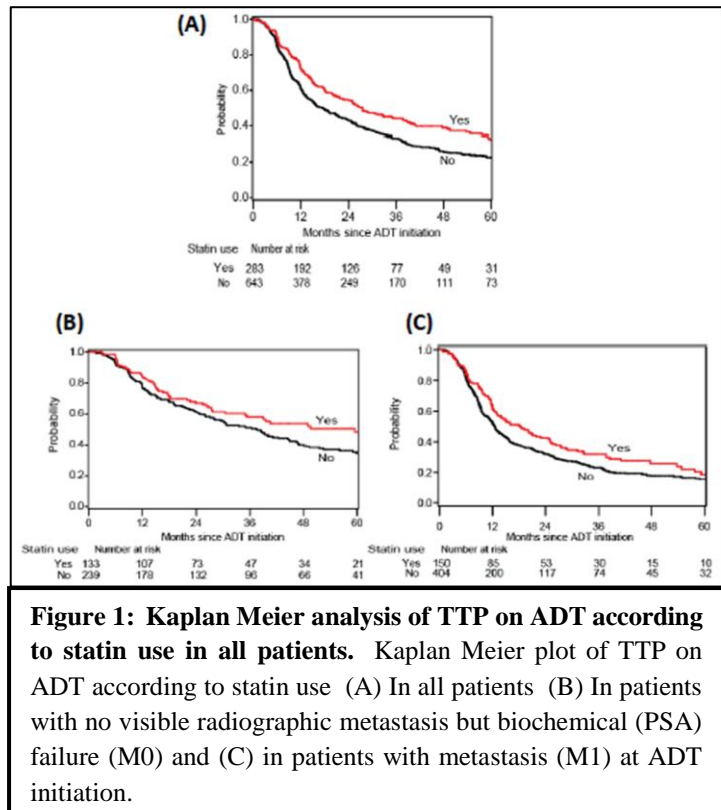 (A)
1.0
0.8
0.6
0.4
0.2
0.0
Probability
Yes
No
0 12 24 36 48 60
Months since ADT initiation
Statin use Number at risk
Yes 283 192 126 77 49 31
No 643 378 249 170 111 73
(B)
1.0
0.8
0.6
0.4
0.2
0.0
Probability
Yes
No
0 12 24 36 48 60
Months since ADT initiation
Statin use Number at risk
Yes 133 107 73 47 34 21
No 239 178 132 96 66 41
(C)
1.0
0.8
0.6
0.4
0.2
0.0
Probability
Yes
No
0 12 24 36 48 60
Months since ADT initiation
Statin use Number at risk
Yes 150 85 53 30 15 10
No 404 200 117 74 45 32
Figure 1: Kaplan Meier analysis of TTP on ADT according
to statin use in all patients. Kaplan Meier plot of TTP on
ADT according to statin use (A) In all patients (B) In patients
with no visible radiographic metastasis but biochemical (PSA)
failure (M0) and (C) in patients with metastasis (M1) at ADT
initiation.